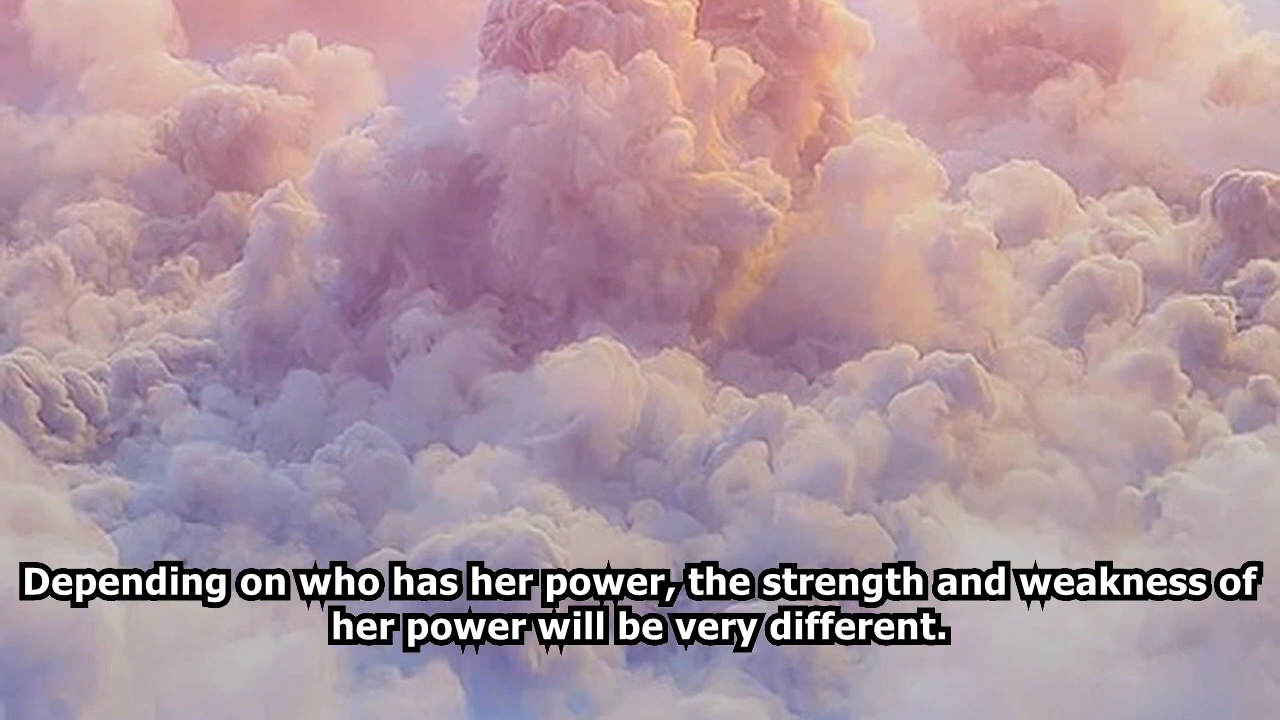 Depending on who has her power, the strength and weakness of
her power will be very different.